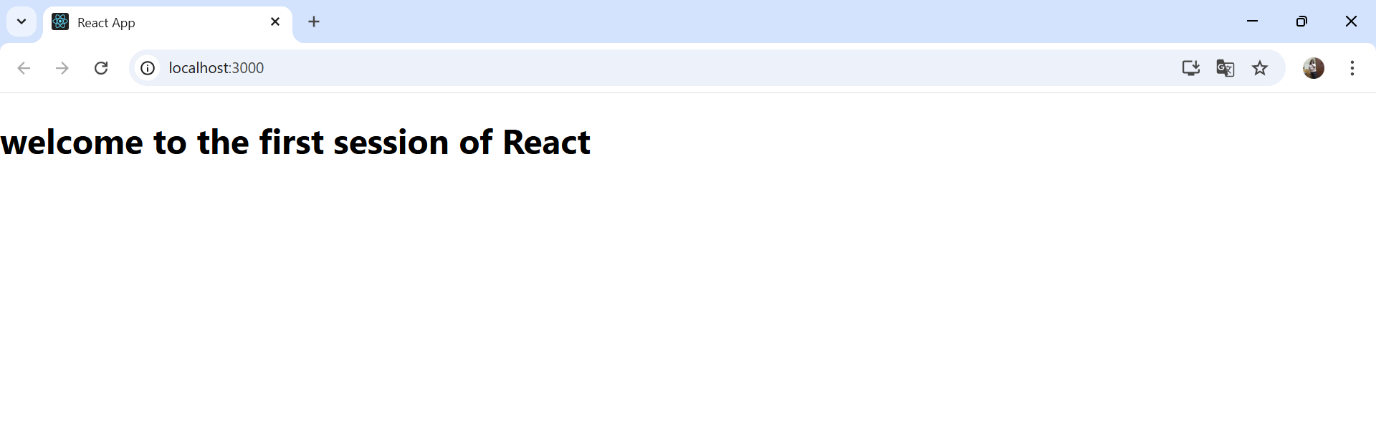 React App
localhost:3000
welcome to the first session of React